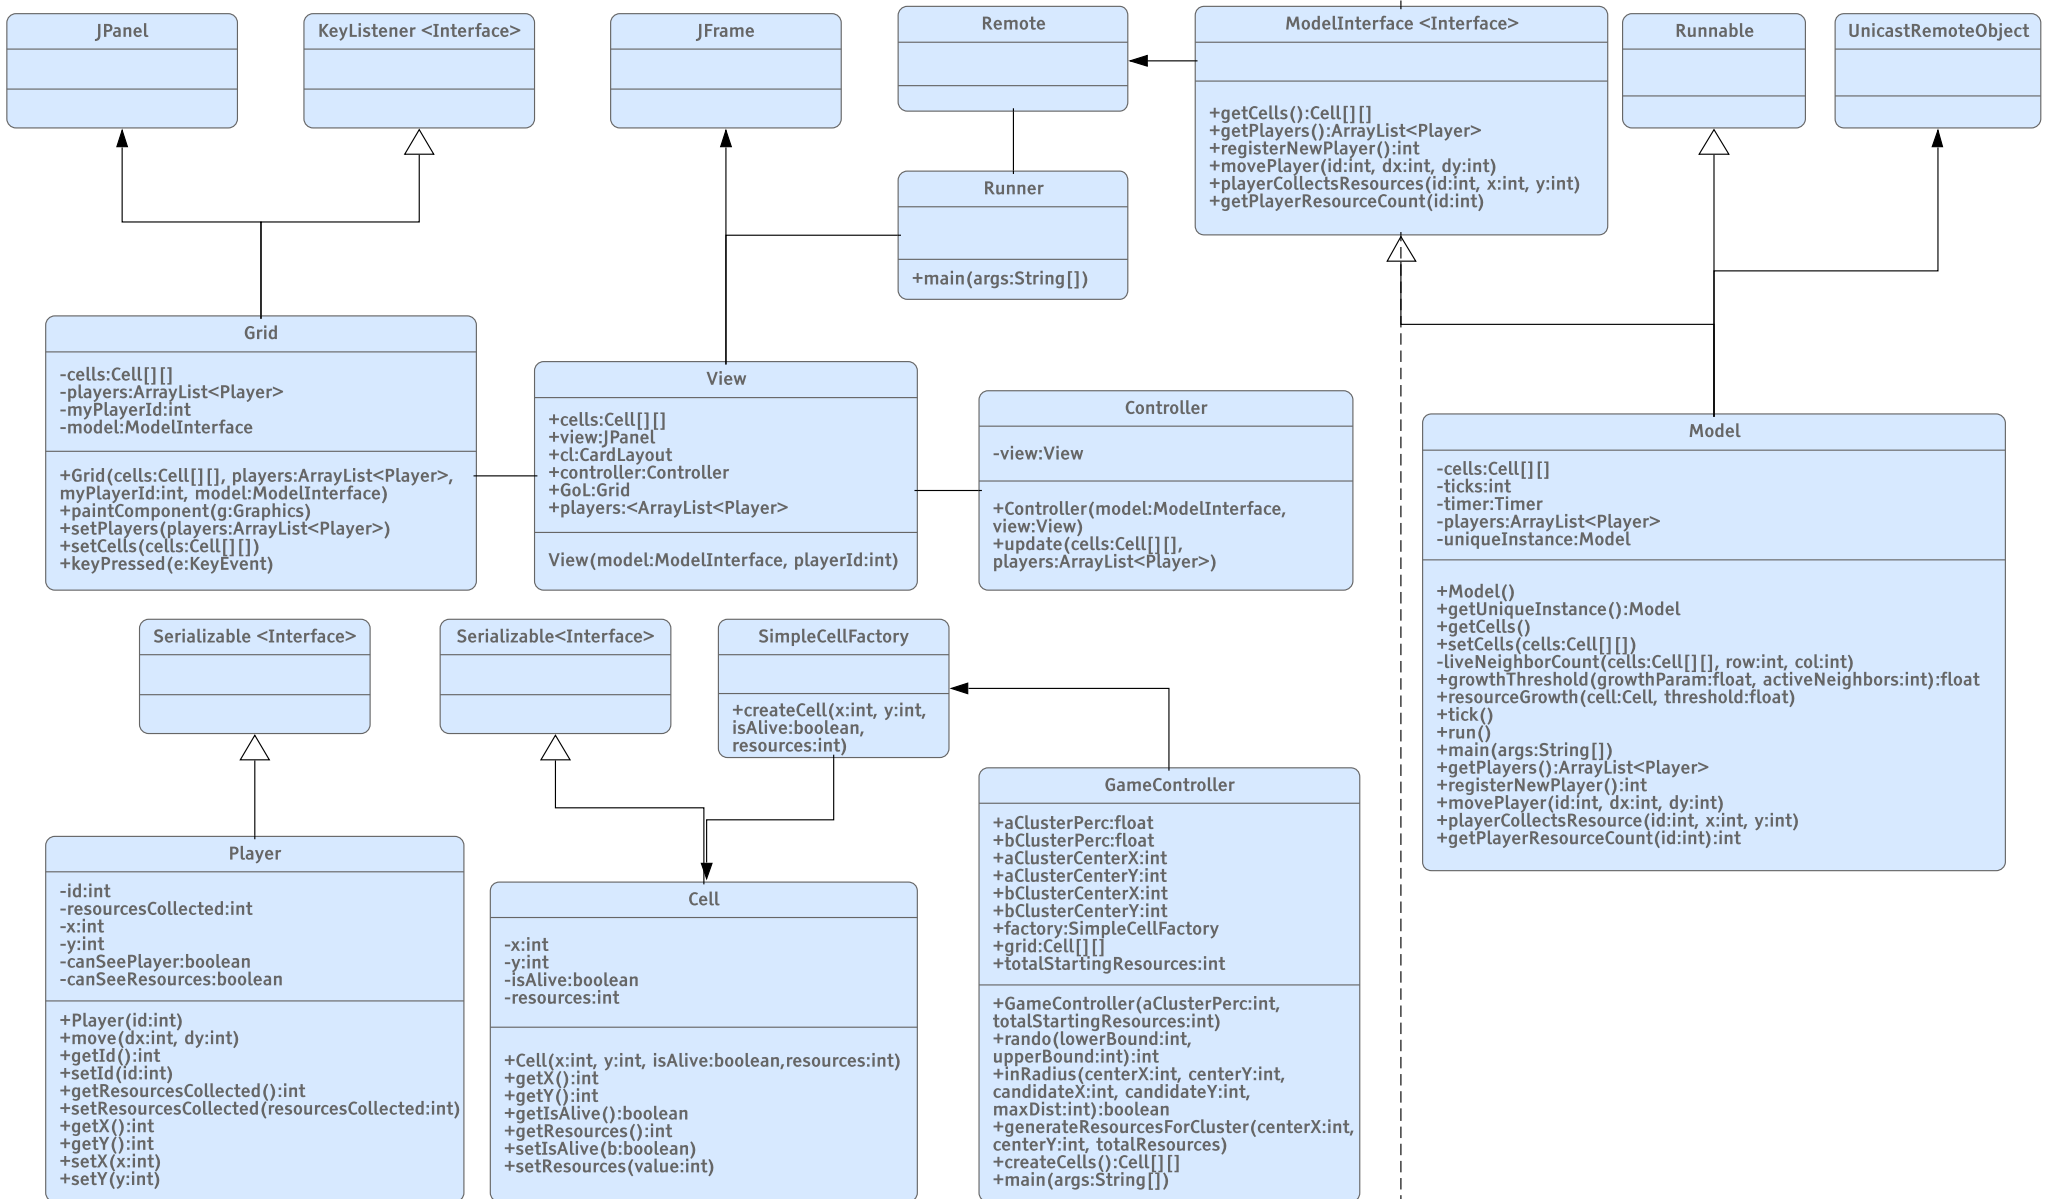 JPanel
KeyListener <Interface>
JFrame
Remote
ModelInterface <Interface>
+getCells():Cell[][]
+getPlayers():ArrayList<Player>
+registerNewPlayer():int
+movePlayer(id:int, dx:int, dy:int)
+playerCollectsResources(id:int, x:int, y:int)
+getPlayerResourceCount(id:int)
Runnable
UnicastRemoteObject
Runner
+main(args:String[])
Grid
-cells:Cell[][]
-players:ArrayList<Player>
-myPlayerId:int
-model:ModelInterface
+Grid(cells:Cell[][], players:ArrayList<Player>,
myPlayerId:int, model:ModelInterface)
+paintComponent(g:Graphics)
+setPlayers(players:ArrayList<Player>)
+setCells(cells:Cell[][])
+keyPressed(e:KeyEvent)
View
+cells:Cell[][]
+view:JPanel
+cl:CardLayout
+controller:Controller
+GoL:Grid
+players:<ArrayList<Player>
View(model:ModelInterface, playerId:int)
Controller
-view:View
+Controller(model:ModelInterface,
view:View)
+update(cells:Cell[][],
players:ArrayList<Player>)
Model
-cells:Cell[][]
-ticks:int
-timer:Timer
-players:ArrayList<Player>
-uniqueInstance:Model
+Model()
+getUniqueInstance():Model
+getCells()
+setCells(cells:Cell[][])
-liveNeighborCount(cells:Cell[][], row:int, col:int)
+growthThreshold(growthParam:float, activeNeighbors:int):float
+resourceGrowth(cell:Cell, threshold:float)
+tick()
+run()
+main(args:String[])
+getPlayers():ArrayList<Player>
+registerNewPlayer():int
+movePlayer(id:int, dx:int, dy:int)
+playerCollectsResource(id:int, x:int, y:int)
+getPlayerResourceCount(id:int):int
Serializable <Interface>
Serializable<Interface>
SimpleCellFactory
+createCell(x:int, y:int,
isAlive:boolean,
resources:int)
Player
-id:int
-resourcesCollected:int
-x:int
-y:int
-canSeePlayer:boolean
-canSeeResources:boolean
+Player(id:int)
+move(dx:int, dy:int)
+getId():int
+setId(id:int)
+getResourcesCollected():int
+setResourcesCollected(resourcesCollected:int)
+getX():int
+getY():int
+setX(x:int)
+setY(y:int)
Cell
-x:int
-y:int
-isAlive:boolean
-resources:int
+Cell(x:int, y:int, isAlive:boolean,resources:int)
+getX():int
+getY():int
+getIsAlive():boolean
+getResources():int
+setIsAlive(b:boolean)
+setResources(value:int)
GameController
+aClusterPerc:float
+bClusterPerc:float
+aClusterCenterX:int
+aClusterCenterY:int
+bClusterCenterX:int
+bClusterCenterY:int
+factory:SimpleCellFactory
+grid:Cell[][]
+totalStartingResources:int
+GameController(aClusterPerc:int,
totalStartingResources:int)
+rando(lowerBound:int,
upperBound:int):int
+inRadius(centerX:int, centerY:int,
candidateX:int, candidateY:int,
maxDist:int):boolean
+generateResourcesForCluster(centerX:int,
centerY:int, totalResources)
+createCells():Cell[][]
+main(args:String[])